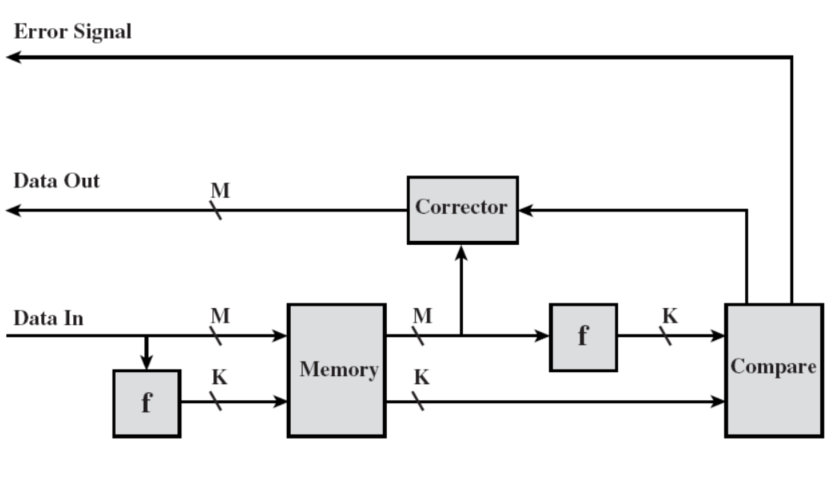 Error Signal
Data Out
M
Corrector
Data In
M
M
f
K
Memory
Compare
f
K
K